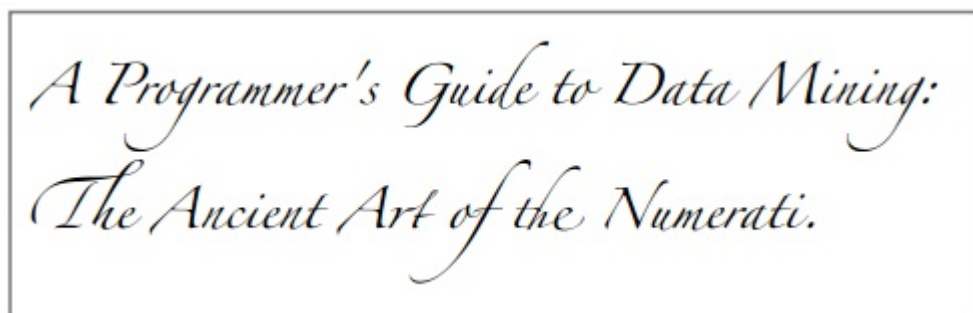 A Programmer's Guide to Data Mining:
The Ancient Art of the Numerati.